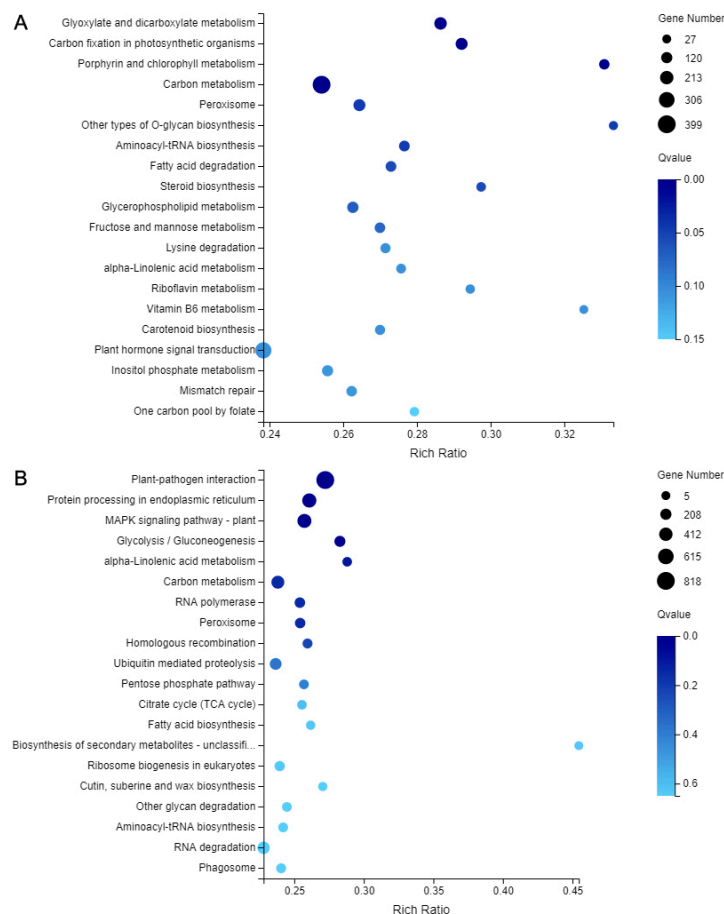 A
Glyoxylate and dicarboxylate metabolism
Carbon fixation in photosynthetic organisms
Porphyrin and chlorophyll metabolism
Carbon metabolism
Peroxisome
Other types of O-glycan biosynthesis
Aminoacyl-tRNA biosynthesis
Fatty acid degradation
Steroid biosynthesis
Glycerophospholipid metabolism
Fructose and mannose metabolism
Lysine degradation
alpha-Linolenic acid metabolism
Riboflavin metabolism
Vitamin B6 metabolism
Carotenoid biosynthesis
Plant hormone signal transduction
Inositol phosphate metabolism
Mismatch repair
One carbon pool by folate
0.24 0.26 0.28 0.30 0.32
Rich Ratio
Gene Number
27
120
213
306
399
Qvalue
0.00
0.05
0.10
0.15
B
Plant-pathogen interaction
Protein processing in endoplasmic reticulum
MAPK signaling pathway - plant
Glycolysis / Gluconeogenesis
alpha-Linolenic acid metabolism
Carbon metabolism
RNA polymerase
Peroxisome
Homologous recombination
Ubiquitin mediated proteolysis
Pentose phosphate pathway
Citrate cycle (TCA cycle)
Fatty acid biosynthesis
Biosynthesis of secondary metabolites - unclassifi...
Ribosome biogenesis in eukaryotes
Cutin, suberine and wax biosynthesis
Other glycan degradation
Aminoacyl-tRNA biosynthesis
RNA degradation
Phagosome
0.25 0.30 0.35 0.40 0.45
Rich Ratio
Gene Number
5
208
412
615
818
Qvalue
0.0
0.2
0.4
0.6